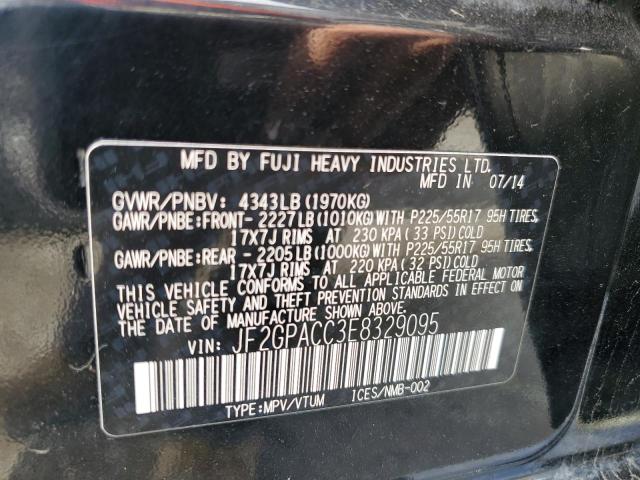 MFD BY FUJI HEAVY INDUSTRIES LTD.
MFD IN 07/14
GVWR/PNBV: 4343LB (1970KG)
GAWR/PNBE:FRONT-2227LB(1010KG)WITH P225/55R17 95H TIRES,
17X7J RIMS AT 230 KPA (33 PSI)COLD
GAWR/PNBE:REAR -2205LB(1000KG)WITH P225/55R17 95H TIRES,
17X7J RIMS AT 220 KPA (32 PSI)COLD
THIS VEHICLE CONFORMS TO ALL APPLICABLE FEDERAL MOTOR
VEHICLE SAFETY AND THEFT PREVENTION STANDARDS IN EFFECT ON
THE DATE OF MANUFACTURE SHOWN ABOVE.
VIN: JF2GPACC3E8329095
TYPE:MPV/VTUM ICES/NMB-002